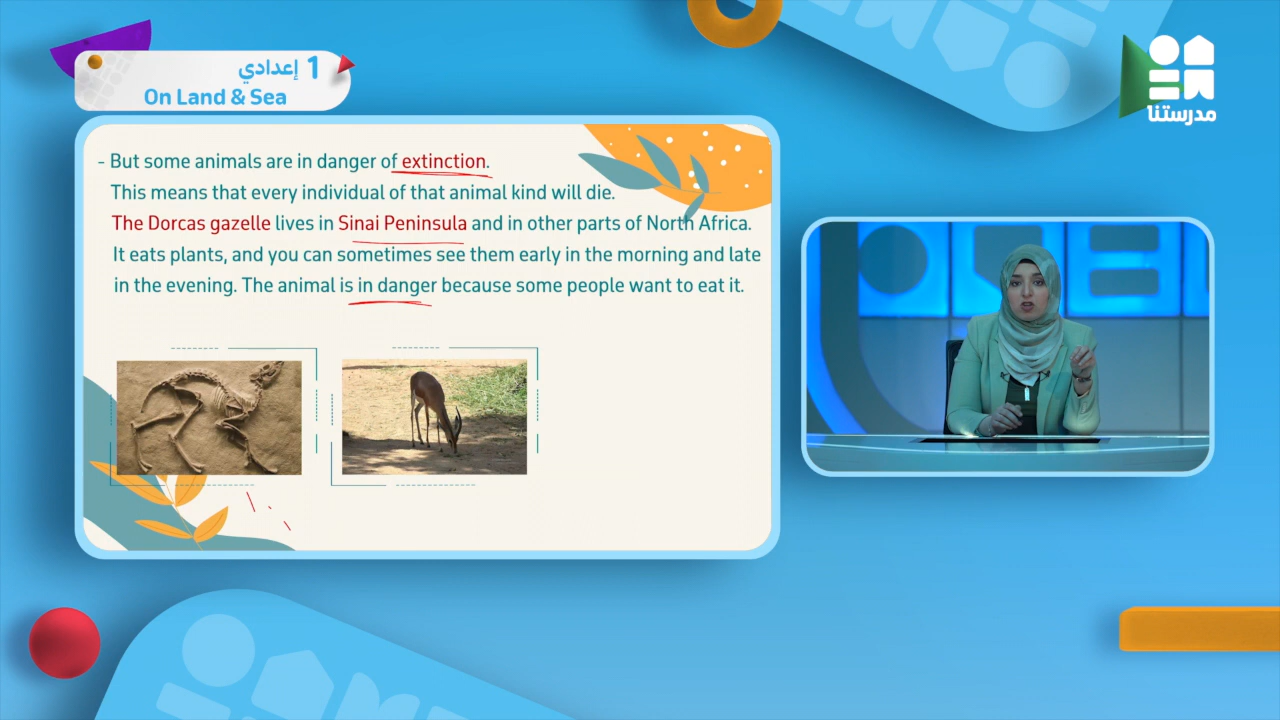 1 إعدادي
On Land & Sea
مدرستنا
- But some animals are in danger of extinction.
This means that every individual of that animal kind will die.
The Dorcas gazelle lives in Sinai Peninsula and in other parts of North Africa.
It eats plants, and you can sometimes see them early in the morning and late
in the evening. The animal is in danger because some people want to eat it.